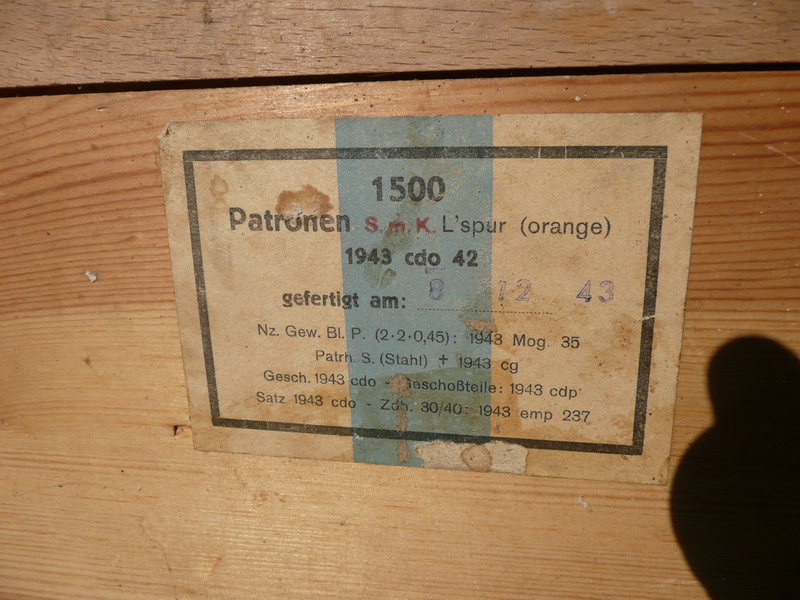 1500
Patronen S.m.K. L'spur (orange)
1943 cdo 42
gefertigt am: 8 12 43
Nz. Gew. Bl. P. (2·2·0,45): 1943 Mog. 35
Patrh. S. (Stahl) + 1943 cg
Gesch. 1943 cdo - Geschoßteile: 1943 cdp
Satz 1943 cdo - Zdh. 30/40: 1943 emp 237